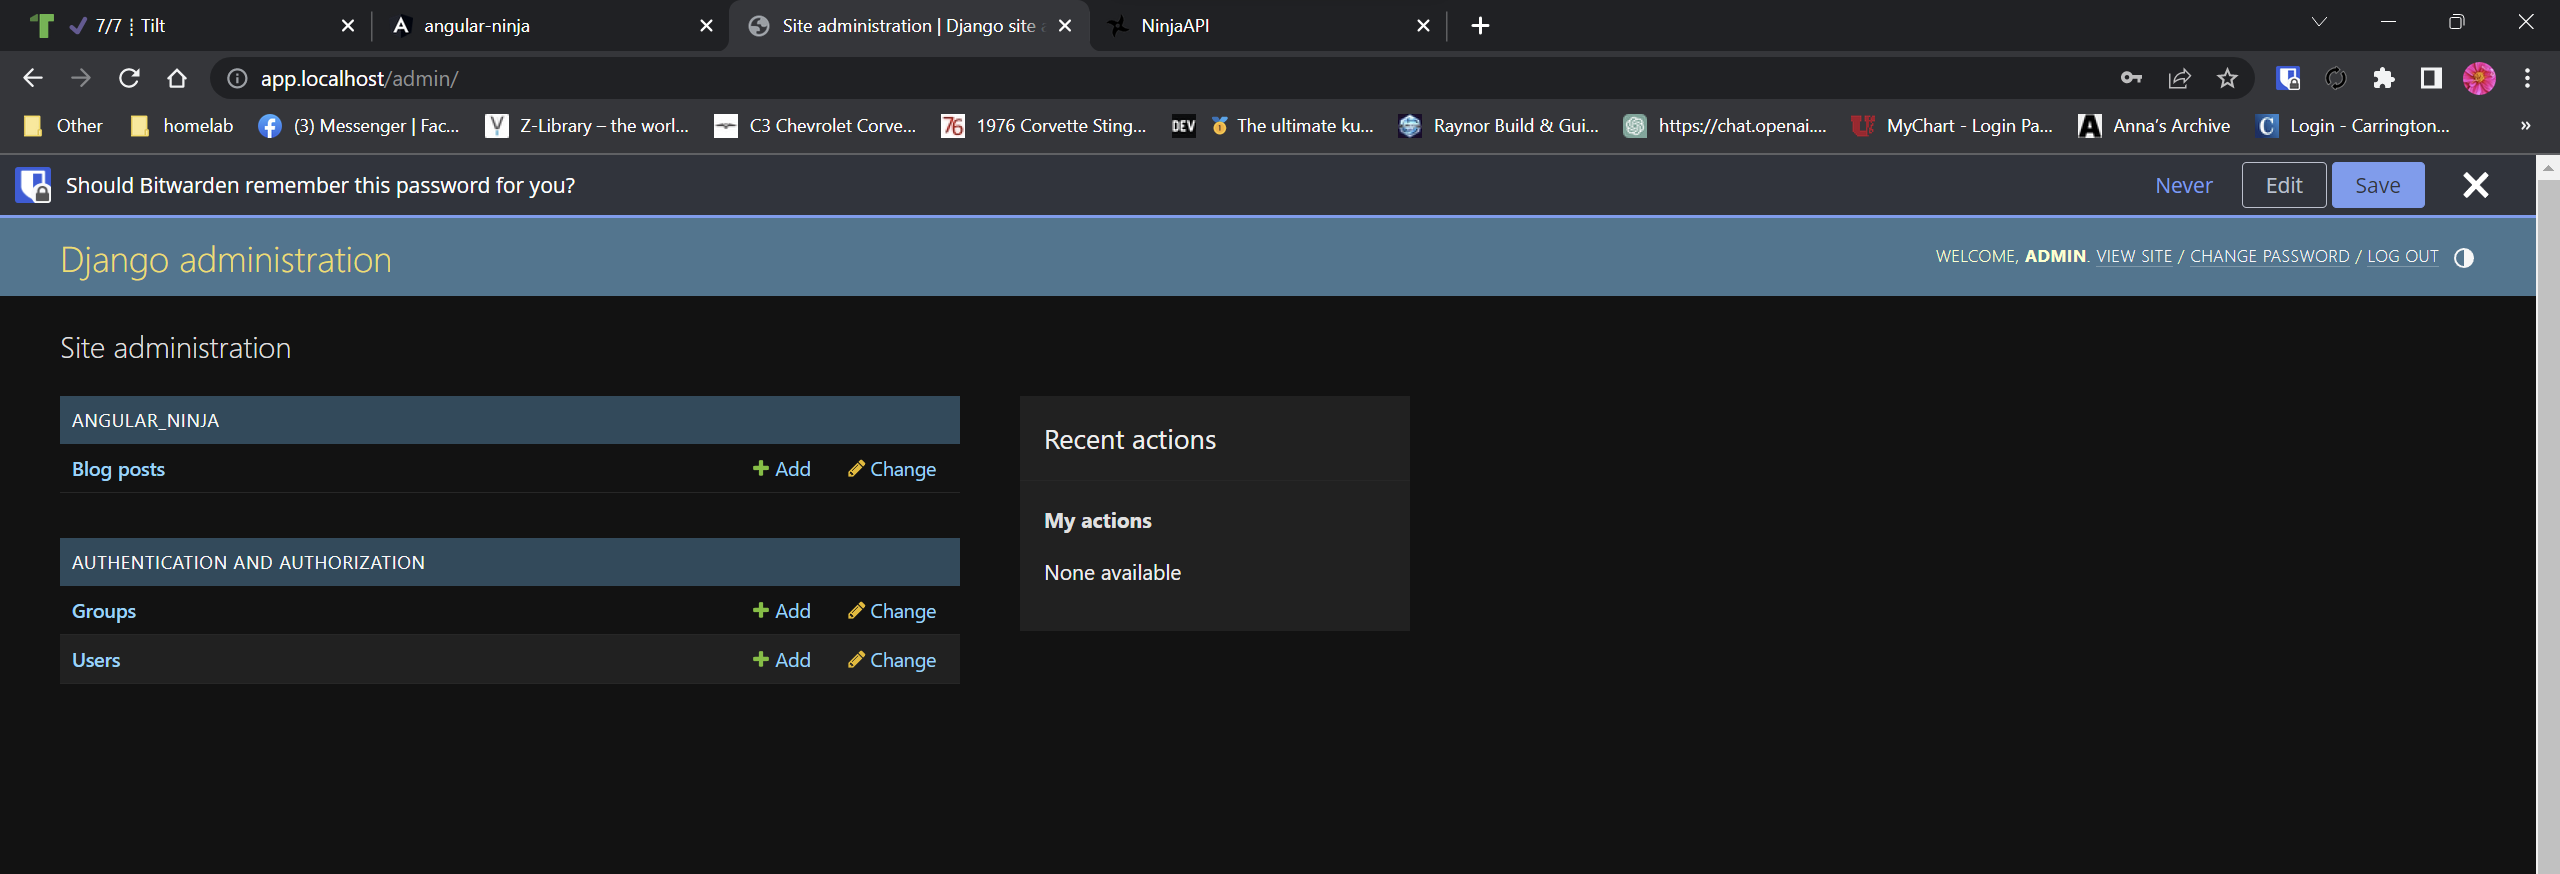 7/7 ┊ Tilt
angular-ninja
Site administration | Django site a
NinjaAPI
app.localhost/admin/
Other
homelab
(3) Messenger | Fac...
Z-Library – the worl...
C3 Chevrolet Corve...
76 1976 Corvette Sting...
DEV
The ultimate ku...
Raynor Build & Gui...
https://chat.openai....
MyChart - Login Pa...
Anna's Archive
Login - Carrington...
»
Should Bitwarden remember this password for you?
Never
Edit
Save
Django administration
WELCOME, ADMIN. VIEW SITE / CHANGE PASSWORD / LOG OUT
Site administration
ANGULAR_NINJA
Blog posts
Add
Change
Recent actions
My actions
None available
AUTHENTICATION AND AUTHORIZATION
Groups
Add
Change
Users
Add
Change